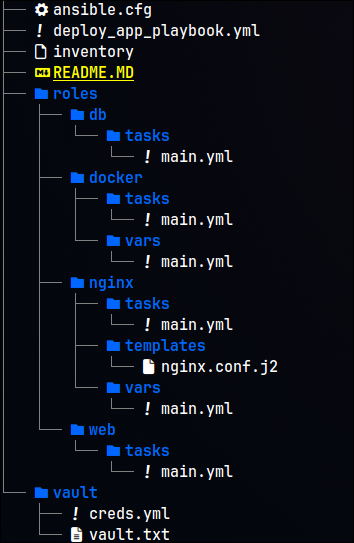 ansible.cfg
! deploy_app_playbook.yml
inventory
README.MD
roles
db
tasks
! main.yml
docker
tasks
! main.yml
vars
! main.yml
nginx
tasks
! main.yml
templates
nginx.conf.j2
vars
! main.yml
web
tasks
! main.yml
vault
! creds.yml
vault.txt